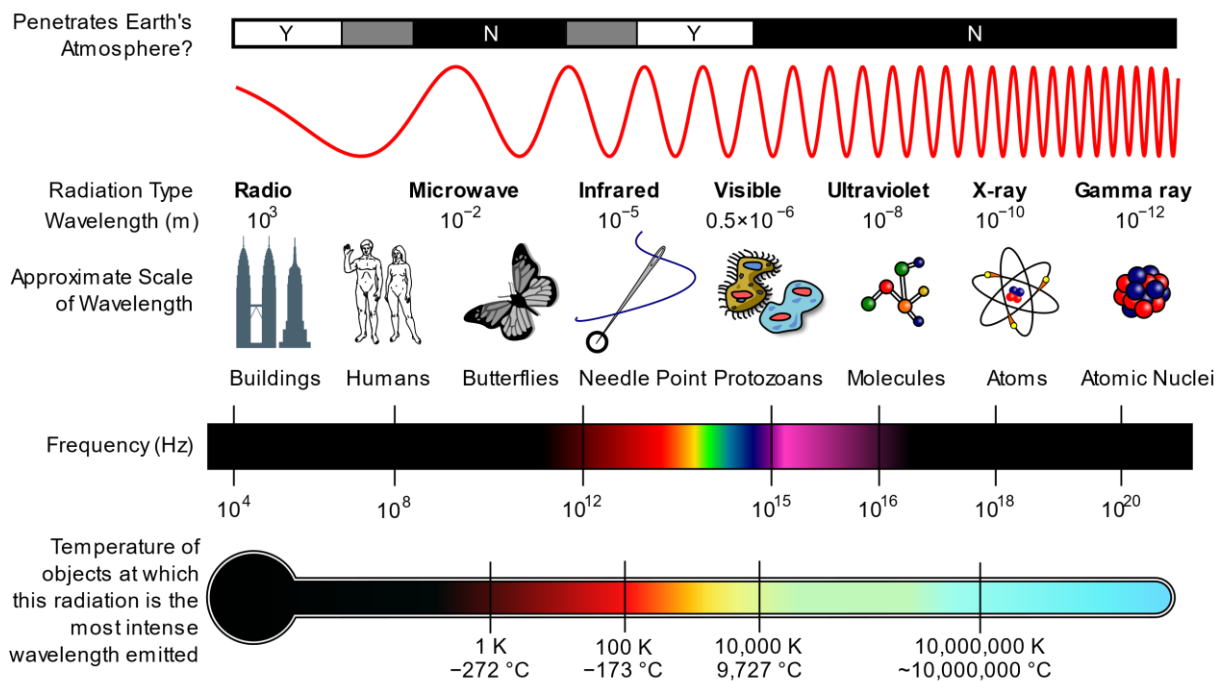 Penetrates Earth's
Atmosphere?
Y N Y N
Radiation Type
Radio Microwave Infrared Visible Ultraviolet X-ray Gamma ray
Wavelength (m)
10³ 10⁻² 10⁻⁵ 0.5×10⁻⁶ 10⁻⁸ 10⁻¹⁰ 10⁻¹²
Approximate Scale
of Wavelength
Buildings Humans Butterflies Needle Point Protozoans Molecules Atoms Atomic Nuclei
Frequency (Hz)
10⁴ 10⁸ 10¹² 10¹⁵ 10¹⁶ 10¹⁸ 10²⁰
Temperature of
objects at which
this radiation is the
most intense
wavelength emitted
1 K 100 K 10,000 K 10,000,000 K
−272 °C −173 °C 9,727 °C ~10,000,000 °C